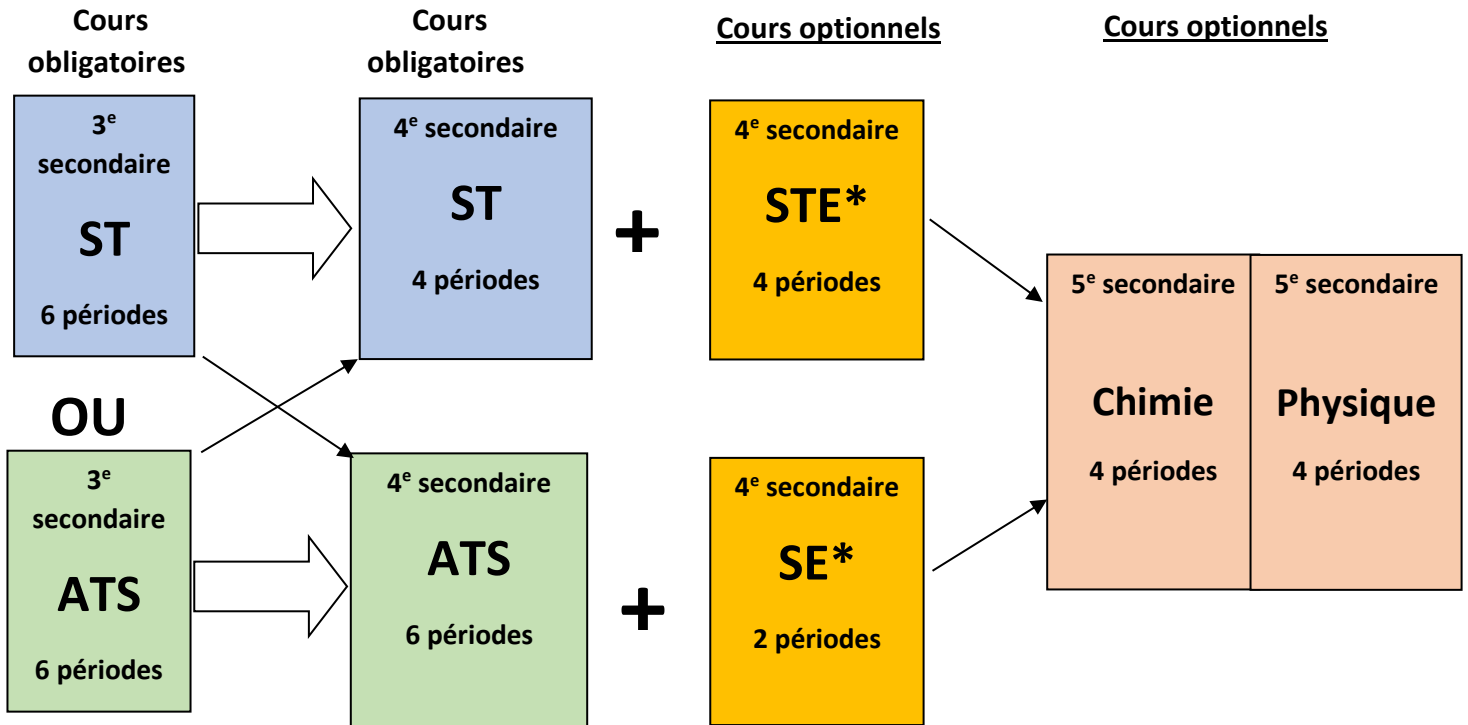 Cours
obligatoires
Cours
obligatoires
Cours optionnels
Cours optionnels
3e
secondaire
ST
6 périodes
4e secondaire
ST
4 périodes
+
4e secondaire
STE*
4 périodes
5e secondaire
Chimie
4 périodes
5e secondaire
Physique
4 périodes
OU
3e
secondaire
ATS
6 périodes
4e secondaire
ATS
6 périodes
+
4e secondaire
SE*
2 périodes